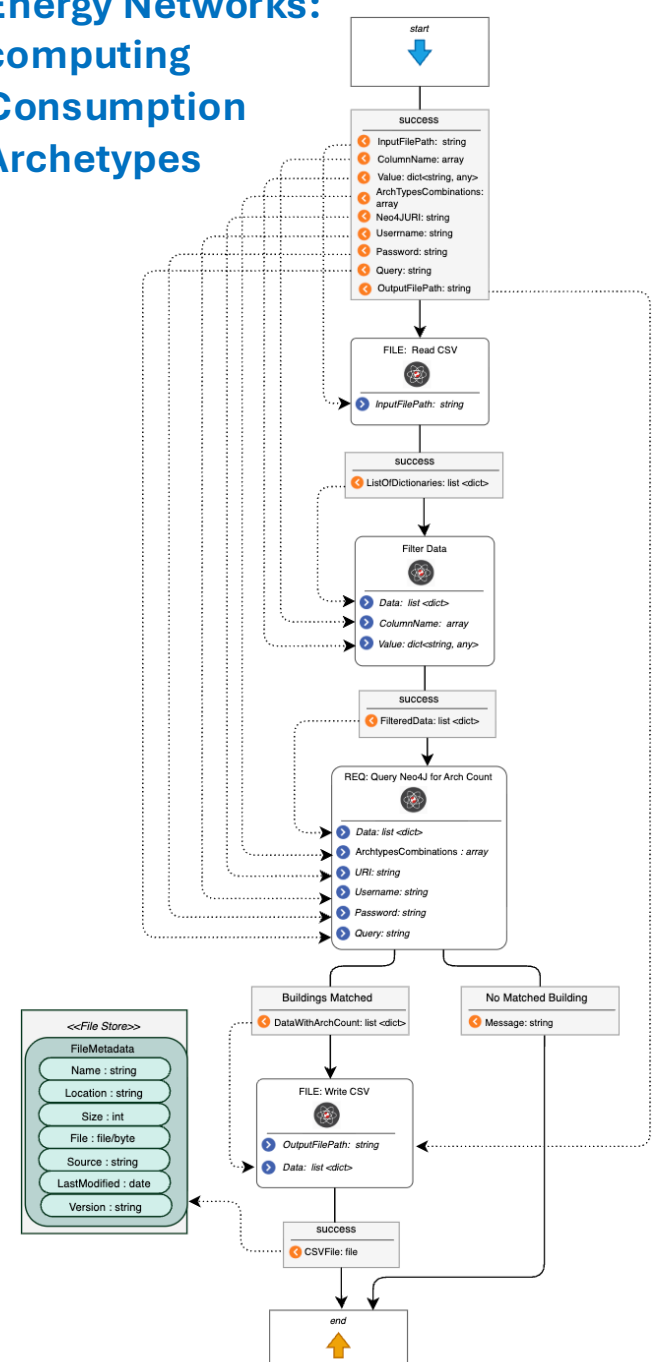 Energy Networks:
computing
Consumption
Archetypes
start
success
InputFilePath: string
ColumnName: array
Value: dict<string, any>
ArchTypesCombinations:
array
Neo4JURI: string
Userrname: string
Password: string
Query: string
OutputFilePath: string
FILE: Read CSV
InputFilePath: string
success
ListOfDictionaries: list <dict>
Filter Data
Data: list <dict>
ColumnName: array
Value: dict<string, any>
success
FilteredData: list <dict>
REQ: Query Neo4J for Arch Count
Data: list <dict>
ArchtypesCombinations : array
URI: string
Username: string
Password: string
Query: string
Buildings Matched
DataWithArchCount: list <dict>
No Matched Building
Message: string
<<File Store>>
FileMetadata
Name : string
Location : string
Size : int
File : file/byte
Source : string
LastModified : date
Version : string
FILE: Write CSV
OutputFilePath: string
Data: list <dict>
success
CSVFile: file
end